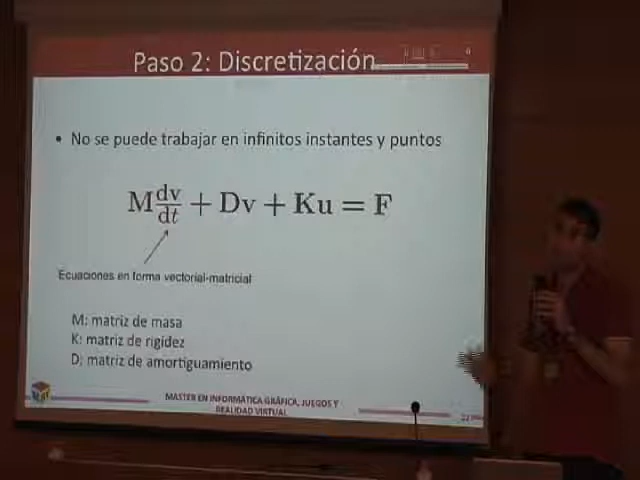 Paso 2: Discretización
• No se puede trabajar en infinitos instantes y puntos
M dv/dt + Dv + Ku = F
Ecuaciones en forma vectorial-matricial
M: matriz de masa
K: matriz de rigidez
D: matriz de amortiguamiento
MASTER EN INFORMÁTICA GRÁFICA, JUEGOS Y
REALIDAD VIRTUAL
22